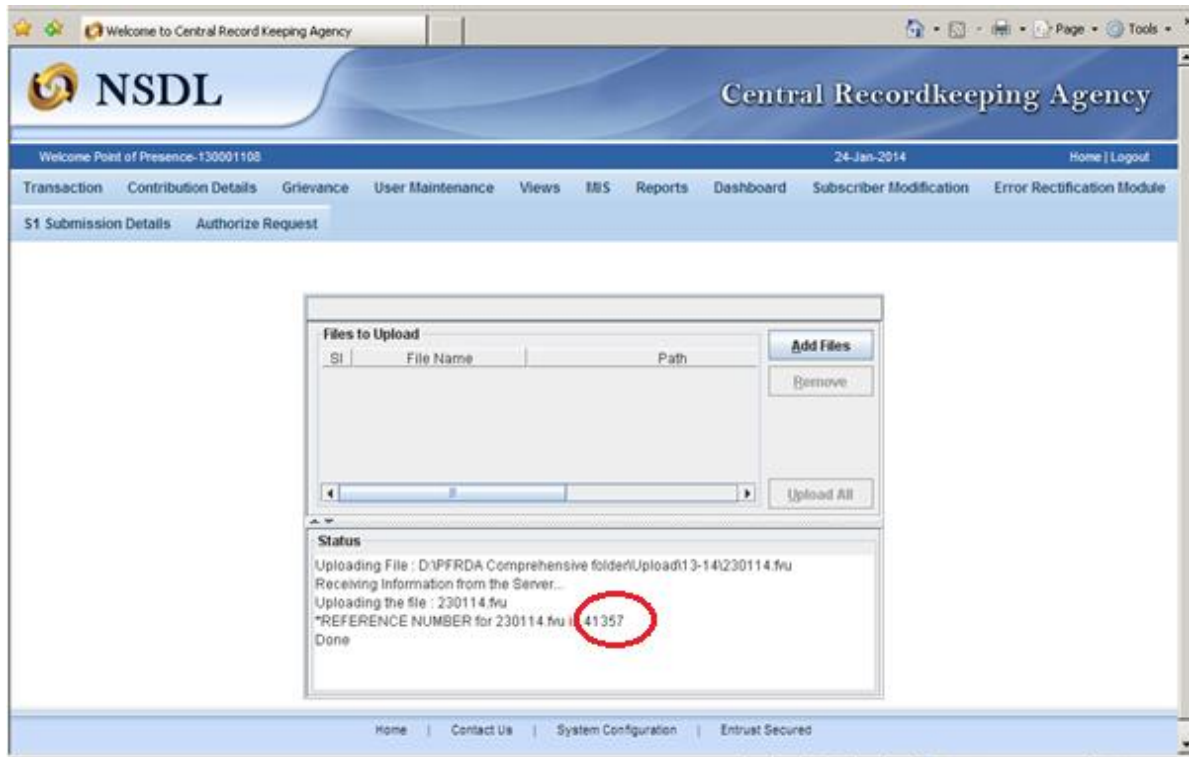 Welcome to Central Record Keeping Agency
Page Tools
NSDL
Central Recordkeeping Agency
Welcome Point of Presence-130001108 24-Jan-2014 Home | Logout
Transaction Contribution Details Grievance User Maintenance Views MIS Reports Dashboard Subscriber Modification Error Rectification Module
S1 Submission Details Authorize Request
Files to Upload
SI File Name Path
Add Files
Remove
Upload All
Status
Uploading File : D:\PFRDA Comprehensive folder\Upload\13-14\230114.fvu
Receiving Information from the Server...
Uploading the file : 230114.fvu
*REFERENCE NUMBER for 230114.fvu 41357
Done
Home | Contact Us | System Configuration | Entrust Secured